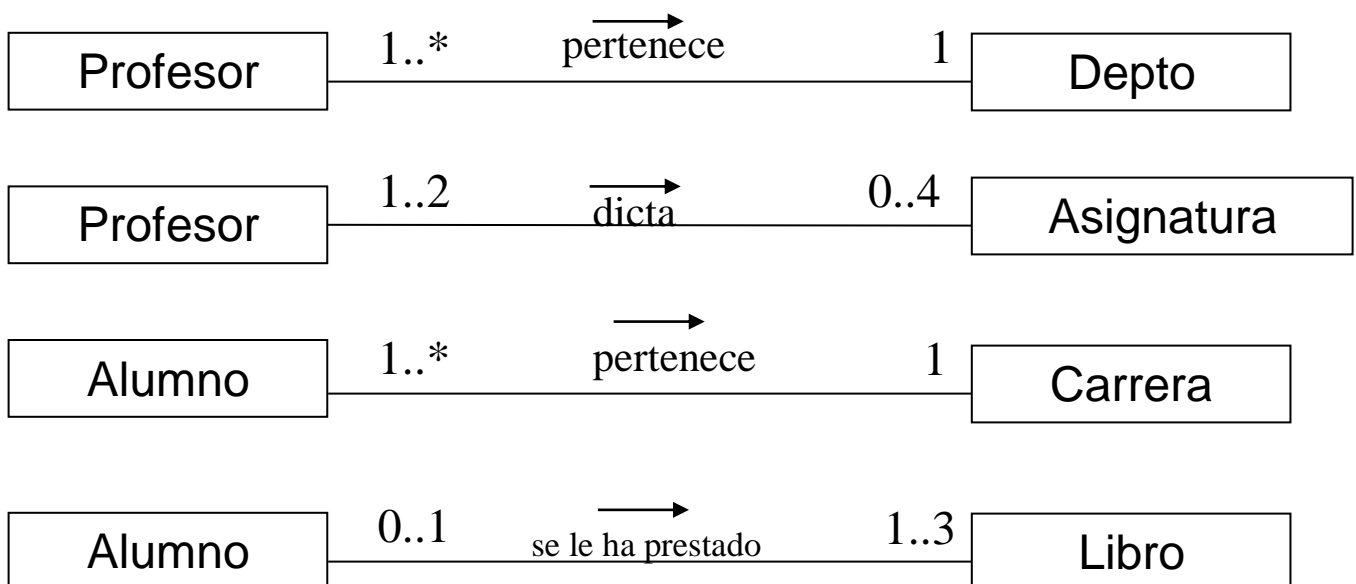 Profesor 1..* pertenece 1 Depto
Profesor 1..2 dicta 0..4 Asignatura
Alumno 1..* pertenece 1 Carrera
Alumno 0..1 se le ha prestado 1..3 Libro